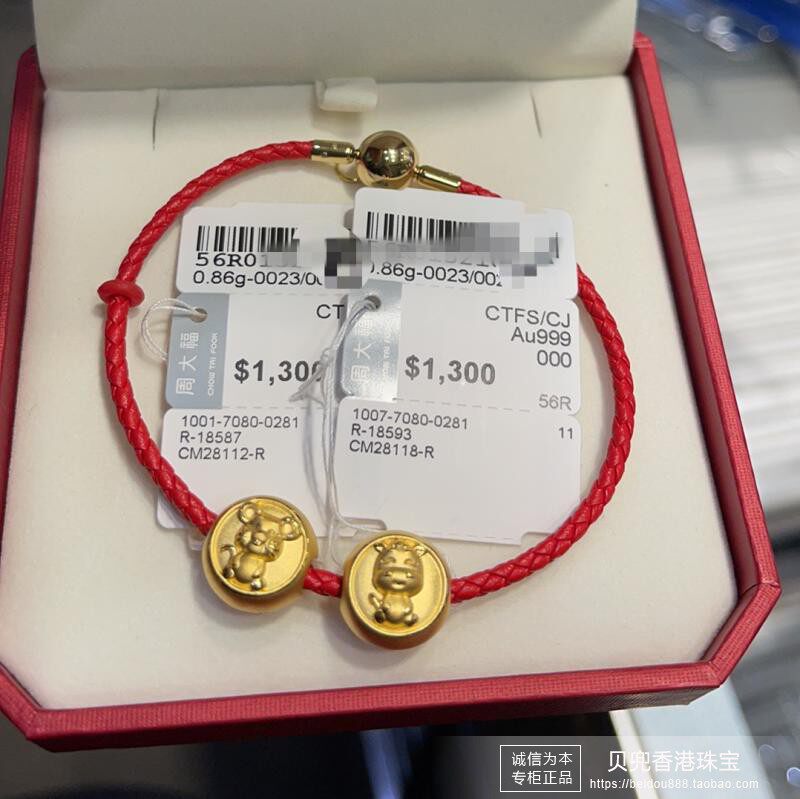 56R01
0.86g-0023/00
CT
$1,300
周大福
CHOW TAI FOOK
1001-7080-0281
R-18587
CM28112-R
.86g-0023/002
CTFS/CJ
Au999
000
$1,300
56R
周大福
CHOW TAI FOOK
1007-7080-0281
11
R-18593
CM28118-R
诚信为本
专柜正品
贝兜香港珠宝
https://beidou888.taobao.com